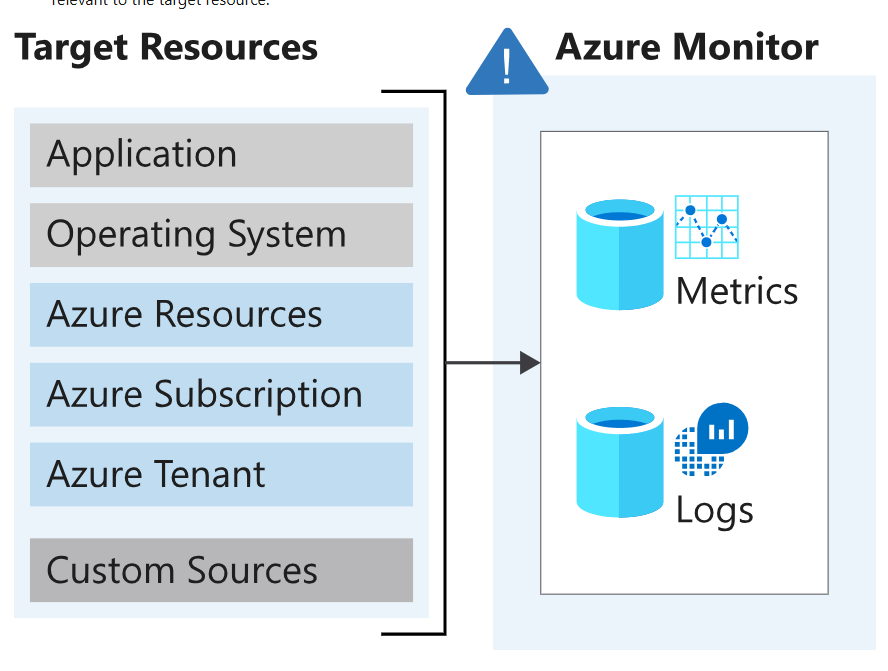 relevant to the target resource.
Target Resources
Azure Monitor
Application
Operating System
Azure Resources
Azure Subscription
Azure Tenant
Custom Sources
Metrics
Logs